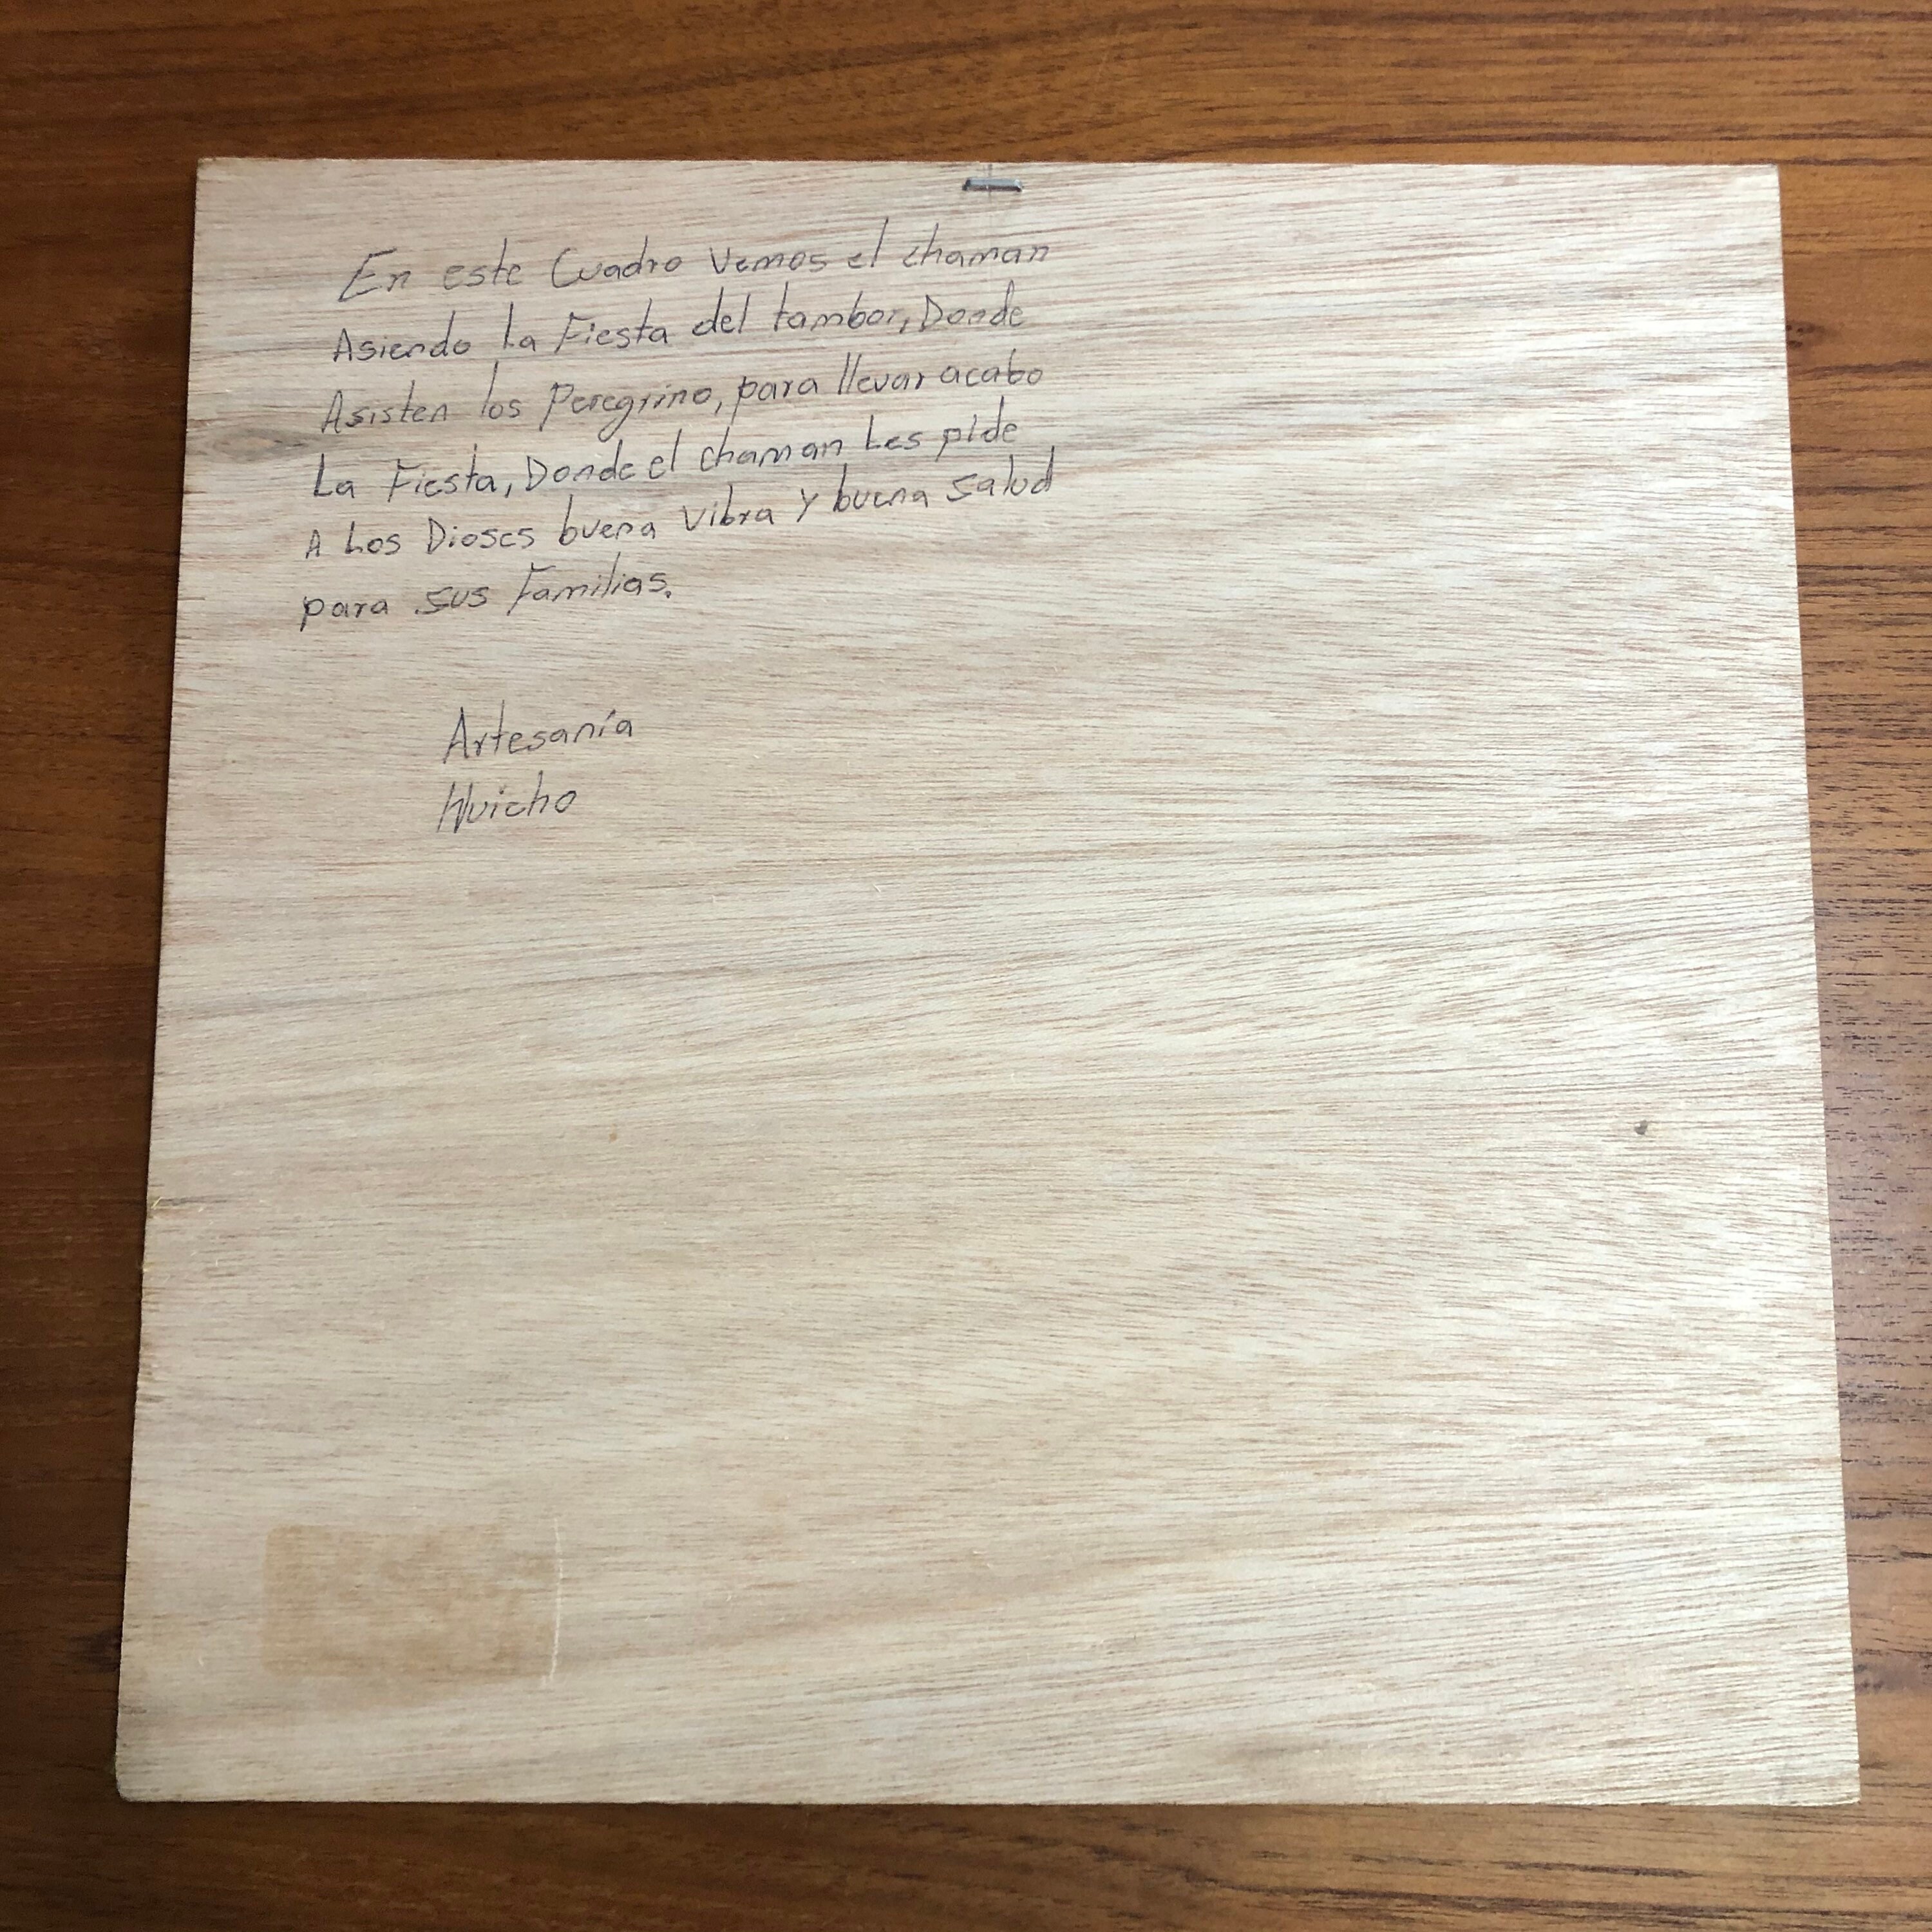 En este Cuadro Vemos el chaman
Asiendo La Fiesta del tambor, Donde
Asisten los Peregrino, para llevar acabo
La Fiesta, Donde el chaman Les pide
A Los Dioses buena Vibra y buena Salud
para sus Familias.
Artesanía
Huicho